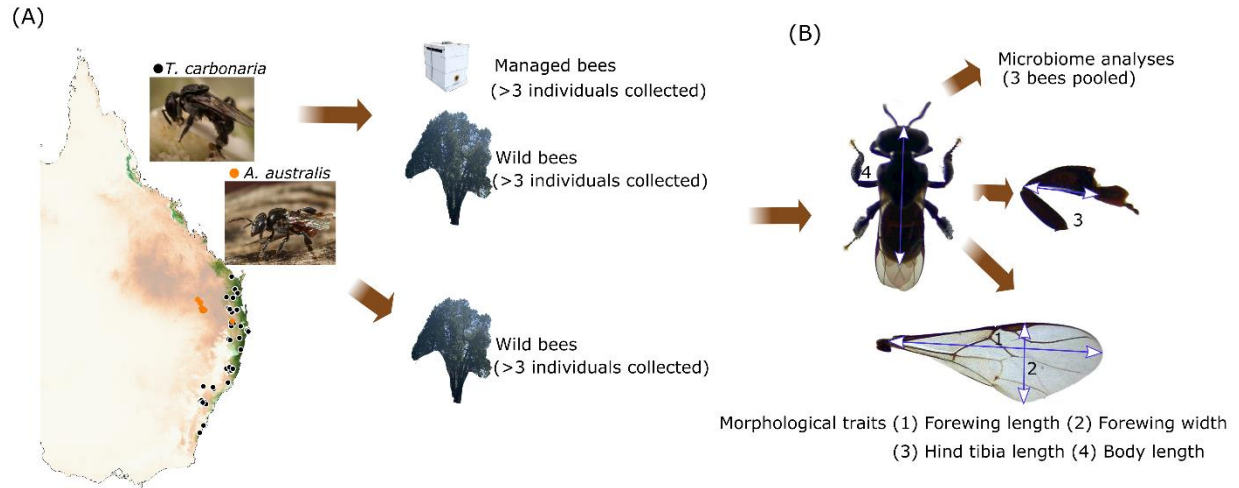 (A)
T. carbonaria
A. australis
Managed bees
(>3 individuals collected)
Wild bees
(>3 individuals collected)
Wild bees
(>3 individuals collected)
(B)
Microbiome analyses
(3 bees pooled)
4
3
1
2
Morphological traits (1) Forewing length (2) Forewing width
(3) Hind tibia length (4) Body length